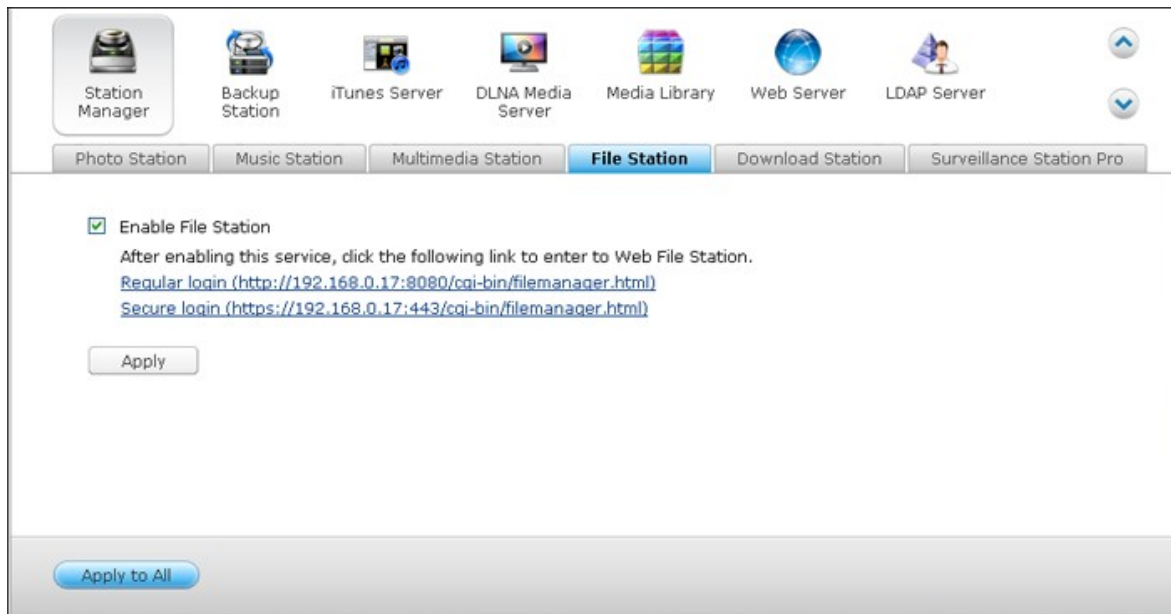 Station
Manager
Backup
Station
iTunes Server
DLNA Media
Server
Media Library
Web Server
LDAP Server
Photo Station
Music Station
Multimedia Station
File Station
Download Station
Surveillance Station Pro
Enable File Station
After enabling this service, click the following link to enter to Web File Station.
Regular login (http://192.168.0.17:8080/cgi-bin/filemanager.html)
Secure login (https://192.168.0.17:443/cgi-bin/filemanager.html)
Apply
Apply to All